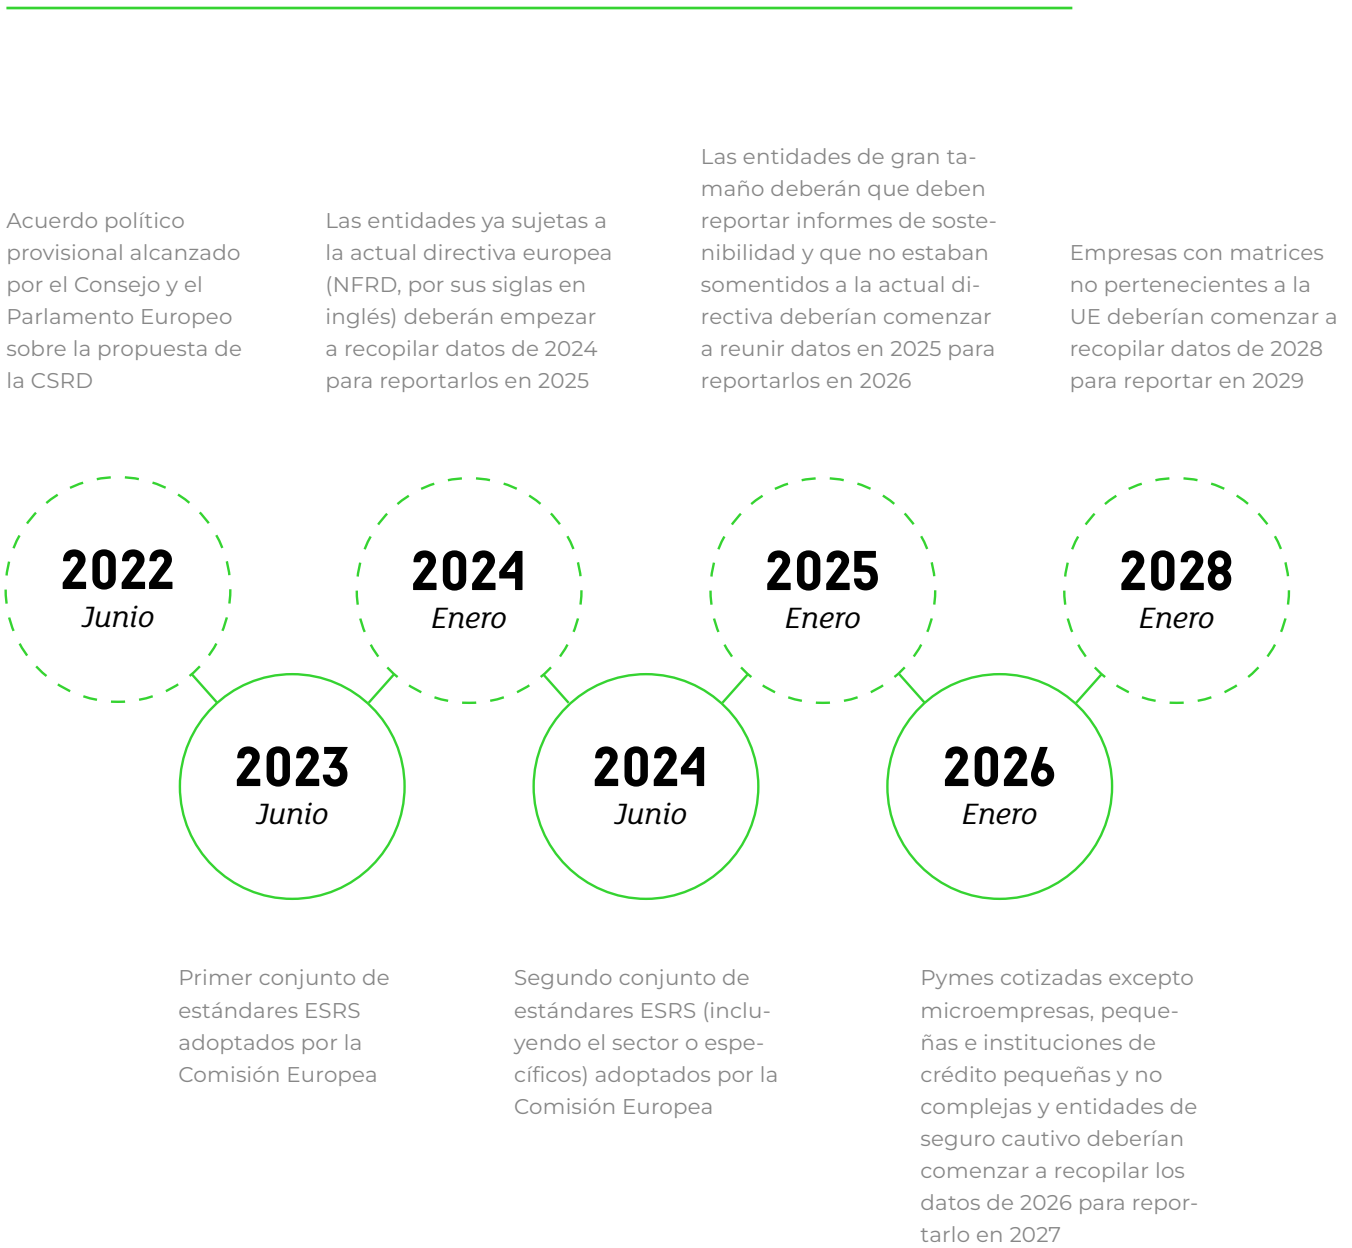 Acuerdo político
provisional alcanzado
por el Consejo y el
Parlamento Europeo
sobre la propuesta de
la CSRD
Las entidades ya sujetas a
la actual directiva europea
(NFRD, por sus siglas en
inglés) deberán empezar
a recopilar datos de 2024
para reportarlos en 2025
Las entidades de gran ta-
maño deberán que deben
reportar informes de soste-
nibilidad y que no estaban
somentidos a la actual di-
rectiva deberían comenzar
a reunir datos en 2025 para
reportarlos en 2026
Empresas con matrices
no pertenecientes a la
UE deberían comenzar a
recopilar datos de 2028
para reportar en 2029
2022
Junio
2024
Enero
2025
Enero
2028
Enero
2023
Junio
2024
Junio
2026
Enero
Primer conjunto de
estándares ESRS
adoptados por la
Comisión Europea
Segundo conjunto de
estándares ESRS (inclu-
yendo el sector o espe-
cíficos) adoptados por la
Comisión Europea
Pymes cotizadas excepto
microempresas, peque-
ñas e instituciones de
crédito pequeñas y no
complejas y entidades de
seguro cautivo deberían
comenzar a recopilar los
datos de 2026 para repor-
tarlo en 2027